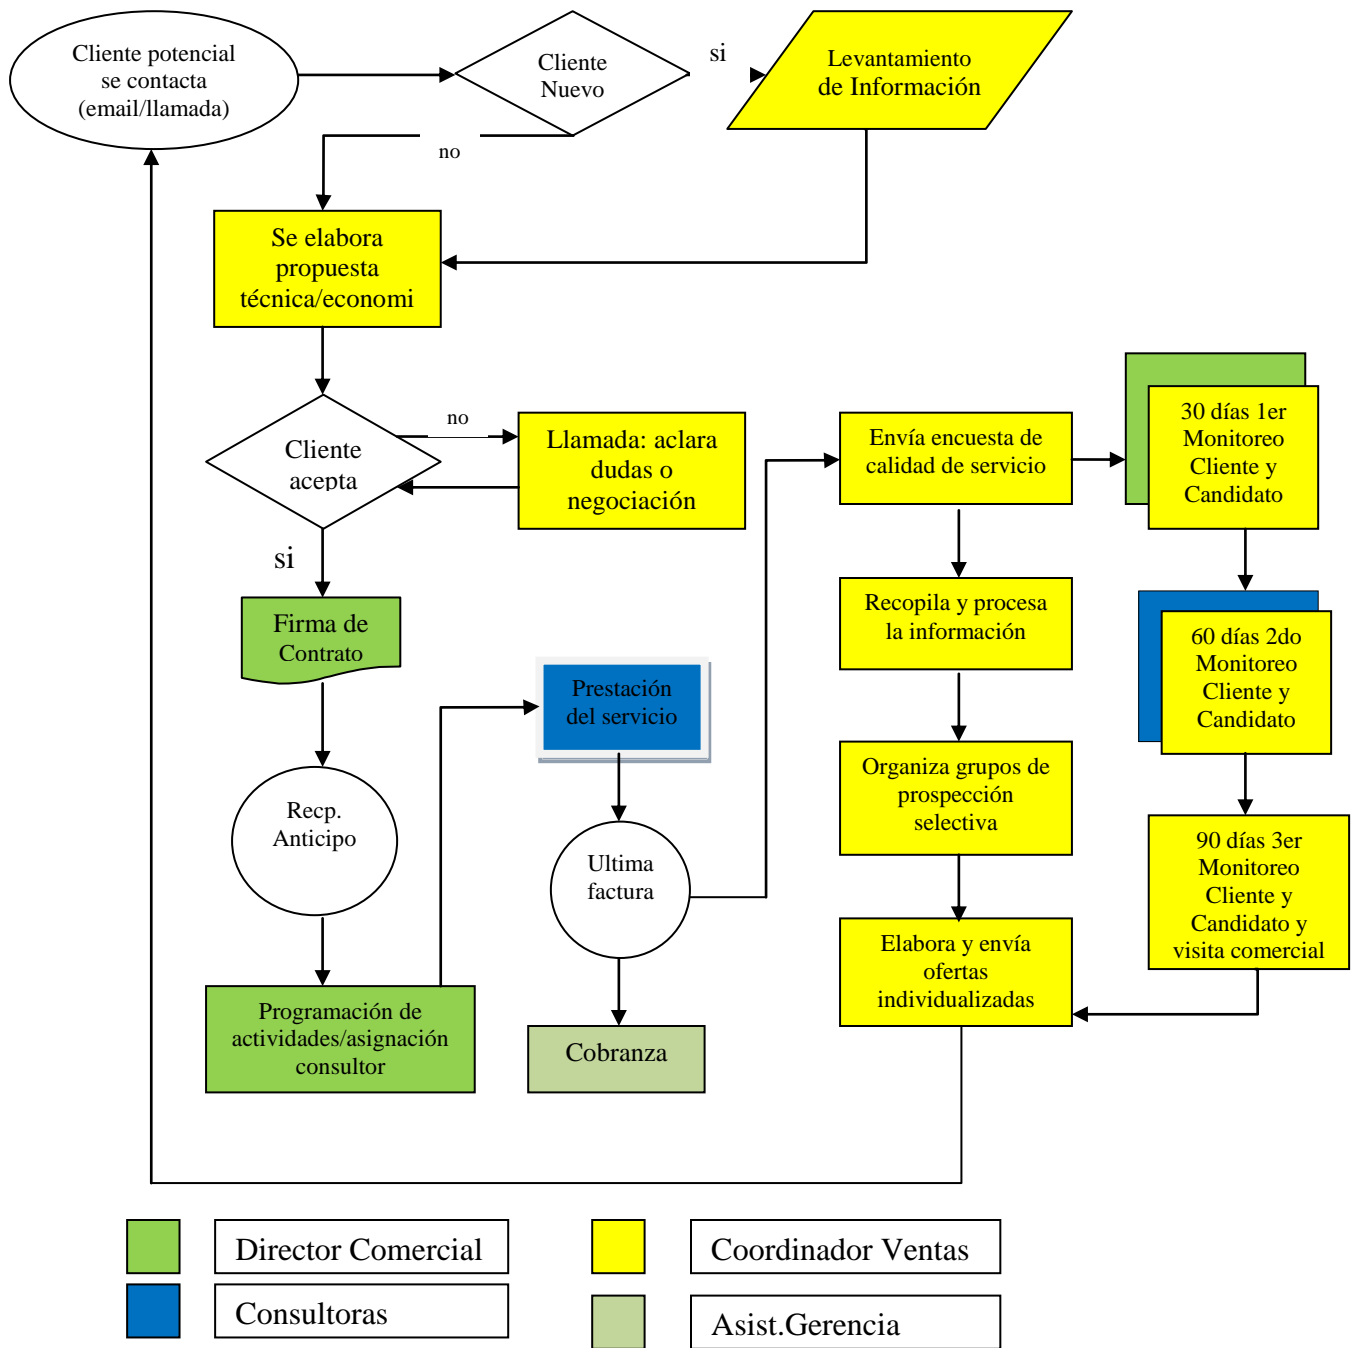 Cliente potencial
se contacta
(email/llamada)
Cliente
Nuevo
si
Levantamiento
de Información
no
Se elabora
propuesta
técnica/economi
Cliente
acepta
no
Llamada: aclara
dudas o
negociación
si
Firma de
Contrato
Recp.
Anticipo
Programación de
actividades/asignación
consultor
Prestación
del servicio
Ultima
factura
Cobranza
Envía encuesta de
calidad de servicio
Recopila y procesa
la información
Organiza grupos de
prospección
selectiva
Elabora y envía
ofertas
individualizadas
30 días 1er
Monitoreo
Cliente y
Candidato
60 días 2do
Monitoreo
Cliente y
Candidato
90 días 3er
Monitoreo
Cliente y
Candidato y
visita comercial
Director Comercial
Coordinador Ventas
Consultoras
Asist.Gerencia